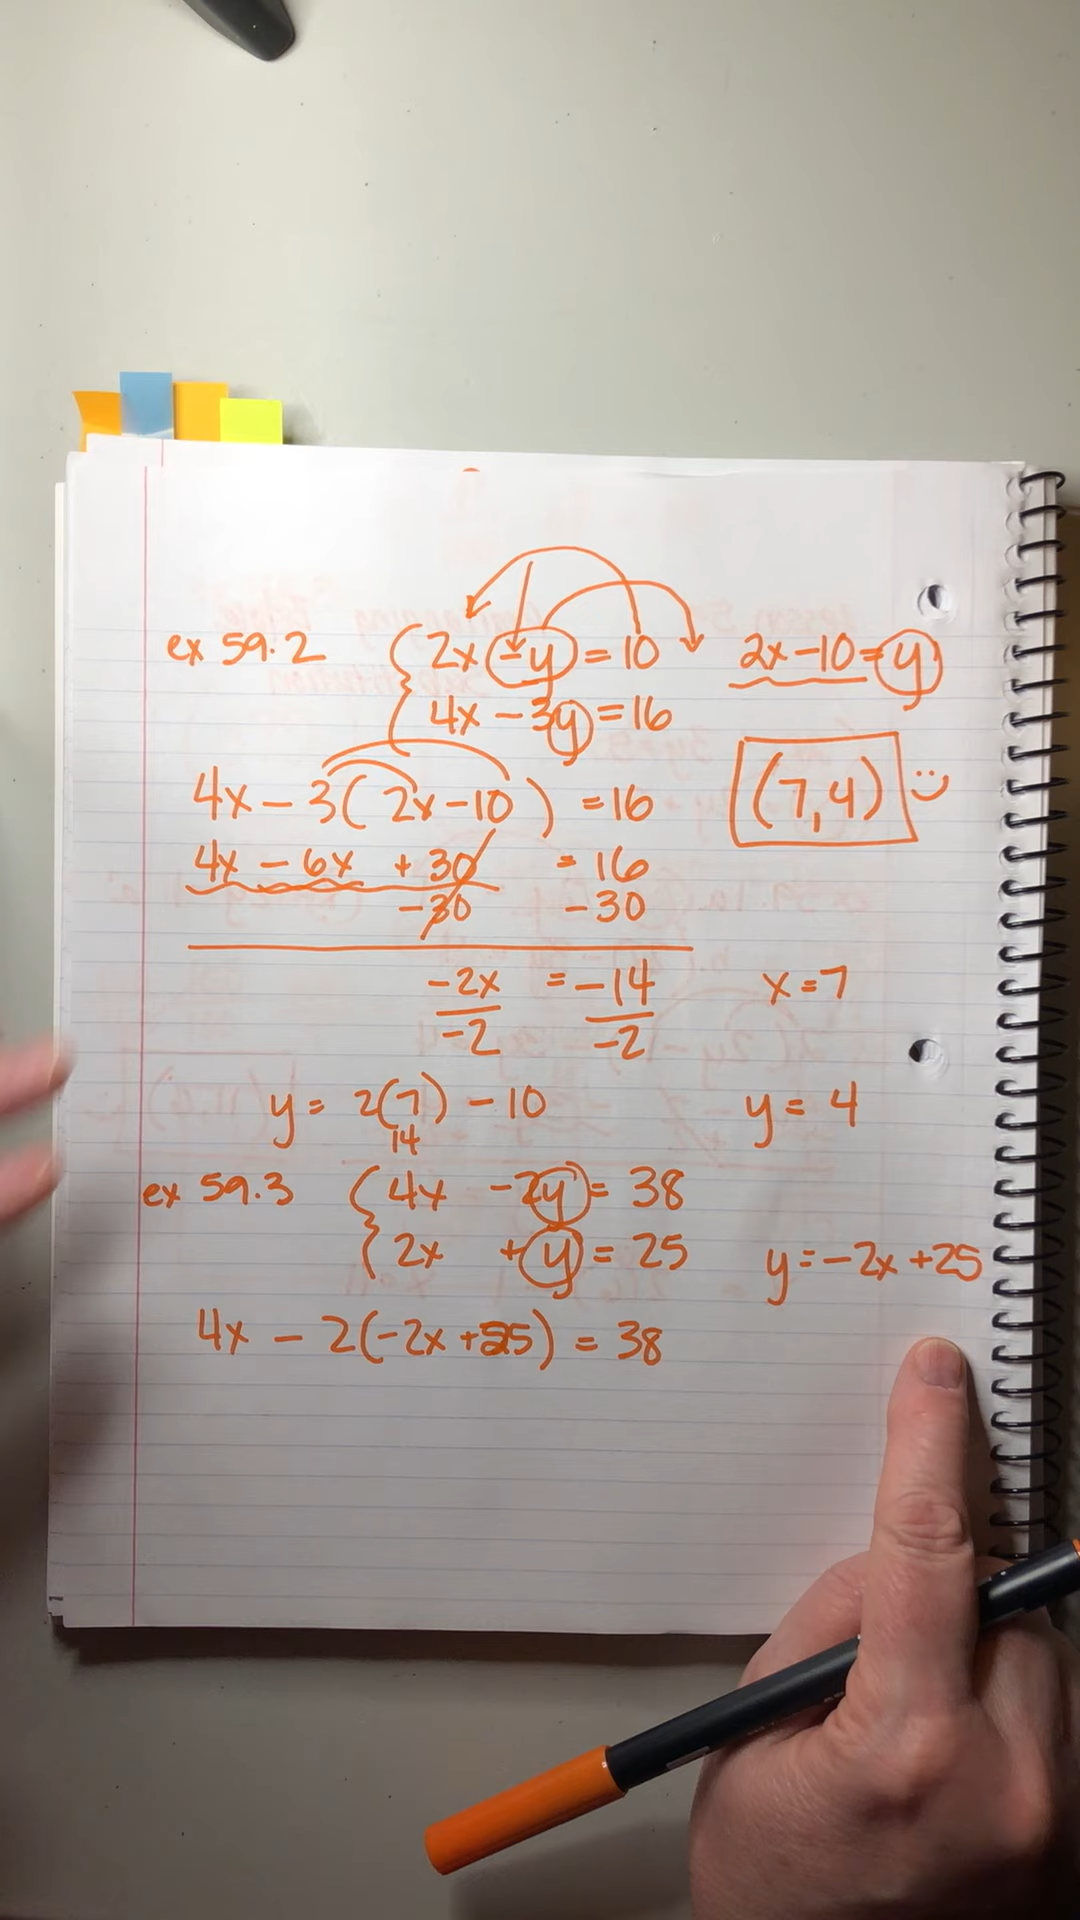 ex 59.2 { 2x - y = 10 2x - 10 = y
4x - 3y = 16
4x - 3(2x - 10) = 16 (7, 4)
4x - 6x + 30 = 16
-30 -30
-2x = -14 x = 7
-2 -2
y = 2(7) - 10 y = 4
14
ex 59.3 { 4x - 2y = 38
2x + y = 25 y = -2x + 25
4x - 2(-2x + 25) = 38